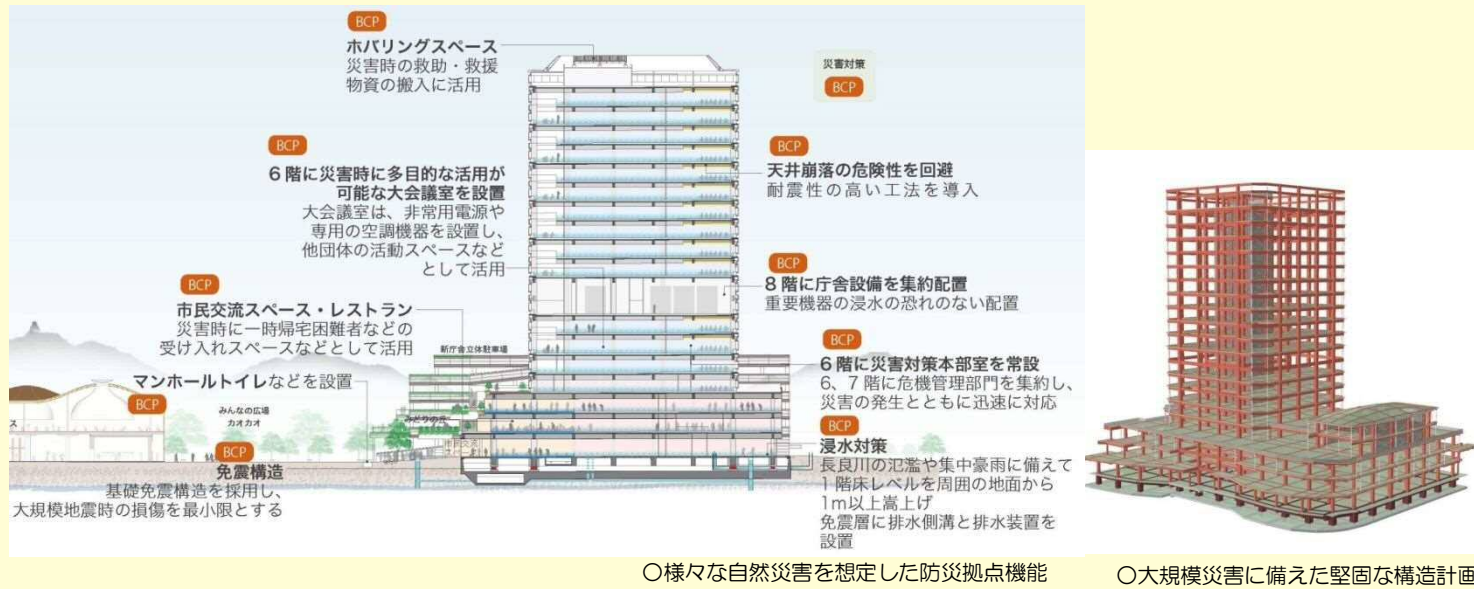 BCP
ホバリングスペース
災害時の救助・救援
物資の搬入に活用
災害対策
BCP
BCP
6階に災害時に多目的な活用が
可能な大会議室を設置
大会議室は、非常用電源や
専用の空調機器を設置し、
他団体の活動スペースなど
として活用
BCP
天井崩落の危険性を回避
耐震性の高い工法を導入
BCP
8階に庁舎設備を集約配置
重要機器の浸水の恐れのない配置
BCP
市民交流スペース・レストラン
災害時に一時帰宅困難者などの
受け入れスペースなどとして活用
新庁舎立体駐車場
BCP
6階に災害対策本部室を常設
6、7階に危機管理部門を集約し、
災害の発生とともに迅速に対応
マンホールトイレなどを設置
BCP
みんなの広場
カオカオ
ス
BCP
免震構造
基礎免震構造を採用し、
大規模地震時の損傷を最小限とする
BCP
浸水対策
長良川の氾濫や集中豪雨に備えて
1階床レベルを周囲の地面から
1m以上嵩上げ
免震層に排水側溝と排水装置を
設置
〇様々な自然災害を想定した防災拠点機能
〇大規模災害に備えた堅固な構造計画